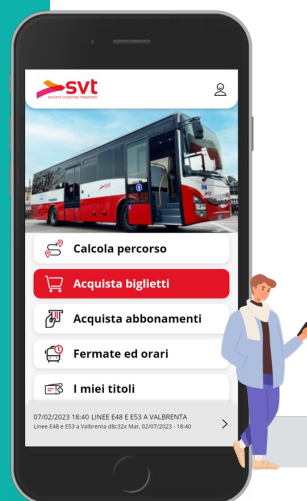 svt
SOCIETÀ VICENTINA TRASPORTI
Calcola percorso
Acquista biglietti
Acquista abbonamenti
Fermate ed orari
I miei titoli
07/02/2023 18:40 LINEE E48 E E53 A VALBRENTA
Linee E48 e E53 a Valbrenta d8c32x Mar, 02/07/2023 - 18:40